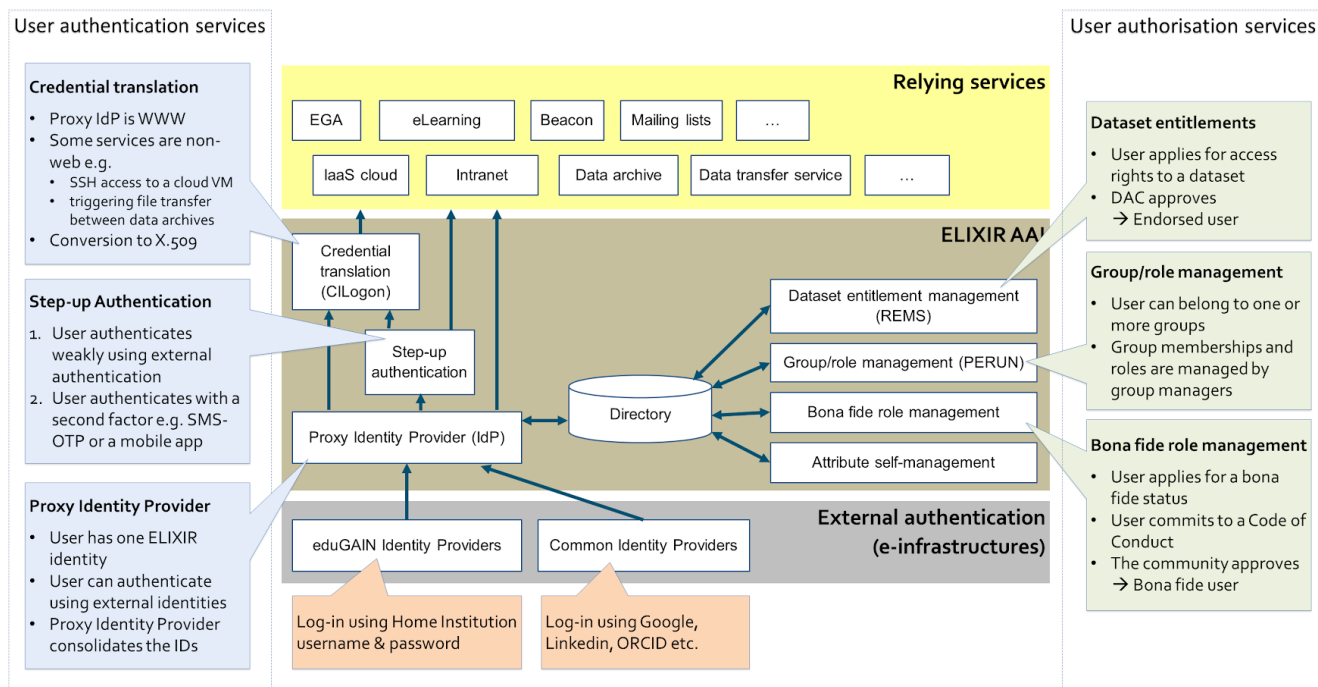 User authentication services
Credential translation
• Proxy IdP is WWW
• Some services are non-
web e.g.
• SSH access to a cloud VM
• triggering file transfer
between data archives
• Conversion to X.509
Step-up Authentication
1. User authenticates
weakly using external
authentication
2. User authenticates with a
second factor e.g. SMS-
OTP or a mobile app
Proxy Identity Provider
• User has one ELIXIR
identity
• User can authenticate
using external identities
• Proxy Identity Provider
consolidates the IDs
Relying services
EGA
eLearning
Beacon
Mailing lists
...
IaaS cloud
Intranet
Data archive
Data transfer service
...
ELIXIR AAI
Credential
translation
(CILogon)
Step-up
authentication
Proxy Identity Provider (IdP)
Directory
Dataset entitlement management
(REMS)
Group/role management (PERUN)
Bona fide role management
Attribute self-management
External authentication
(e-infrastructures)
eduGAIN Identity Providers
Common Identity Providers
Log-in using Home Institution
username & password
Log-in using Google,
Linkedin, ORCID etc.
User authorisation services
Dataset entitlements
• User applies for access
rights to a dataset
• DAC approves
→ Endorsed user
Group/role management
• User can belong to one or
more groups
• Group memberships and
roles are managed by
group managers
Bona fide role management
• User applies for a bona
fide status
• User commits to a Code of
Conduct
• The community approves
→ Bona fide user